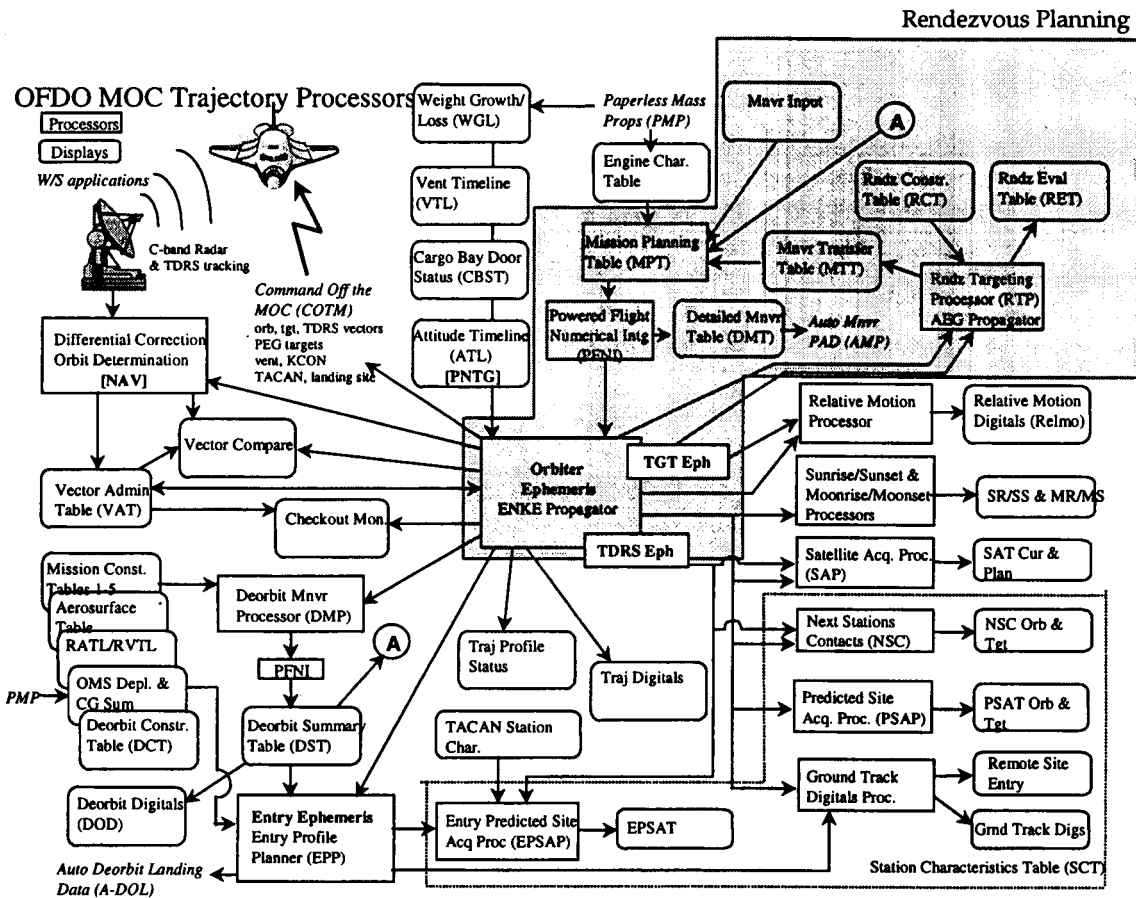 Rendezvous Planning
OFDO MOC Trajectory Processors
Processors
Displays
W/S applications
C-band Radar
& TDRS tracking
Command Off the
MOC (COTM)
orb, tgt, TDRS vectors
PEG targets
vent, KCON
TACAN, landing site
Weight Growth/
Loss (WGL)
Vent Timeline
(VTL)
Cargo Bay Door
Status (CBST)
Attitude Timeline
(ATL)
[PNTG]
Paperless Mass
Props (PMP)
Engine Char.
Table
Mnvr Input
A
Rndz Constr.
Table (RCT)
Rndz Eval
Table (RET)
Mission Planning
Table (MPT)
Mnvr Transfer
Table (MTT)
Rndz Targeting
Processor (RTP)
AEG Propagator
Powered Flight
Numerical Intg
(PFNI)
Detailed Mnvr
Table (DMT)
Auto Mnvr
PAD (AMP)
Differential Correction
Orbit Determination
[NAV]
Vector Compare
Vector Admin
Table (VAT)
Checkout Mon.
Orbiter
Ephemeris
ENKE Propagator
TGT Eph
TDRS Eph
Relative Motion
Processor
Relative Motion
Digitals (Relmo)
Sunrise/Sunset &
Moonrise/Moonset
Processors
SR/SS & MR/MS
Satellite Acq. Proc.
(SAP)
SAT Cur &
Plan
Next Stations
Contacts (NSC)
NSC Orb &
Tgt
Predicted Site
Acq. Proc. (PSAP)
PSAT Orb &
Tgt
Ground Track
Digitals Proc.
Remote Site
Entry
Grnd Track Digs
Station Characteristics Table (SCT)
Mission Const.
Tables 1-5
Aerosurface
Table
RATL/RVTL
PMP
OMS Depl. &
CG Sum
Deorbit Constr.
Table (DCT)
Deorbit Mnvr
Processor (DMP)
PFNI
A
Deorbit Summary
Table (DST)
Deorbit Digitals
(DOD)
Traj Profile
Status
Traj Digitals
TACAN Station
Char.
Entry Ephemeris
Entry Profile
Planner (EPP)
Entry Predicted Site
Acq Proc (EPSAP)
EPSAT
Auto Deorbit Landing
Data (A-DOL)